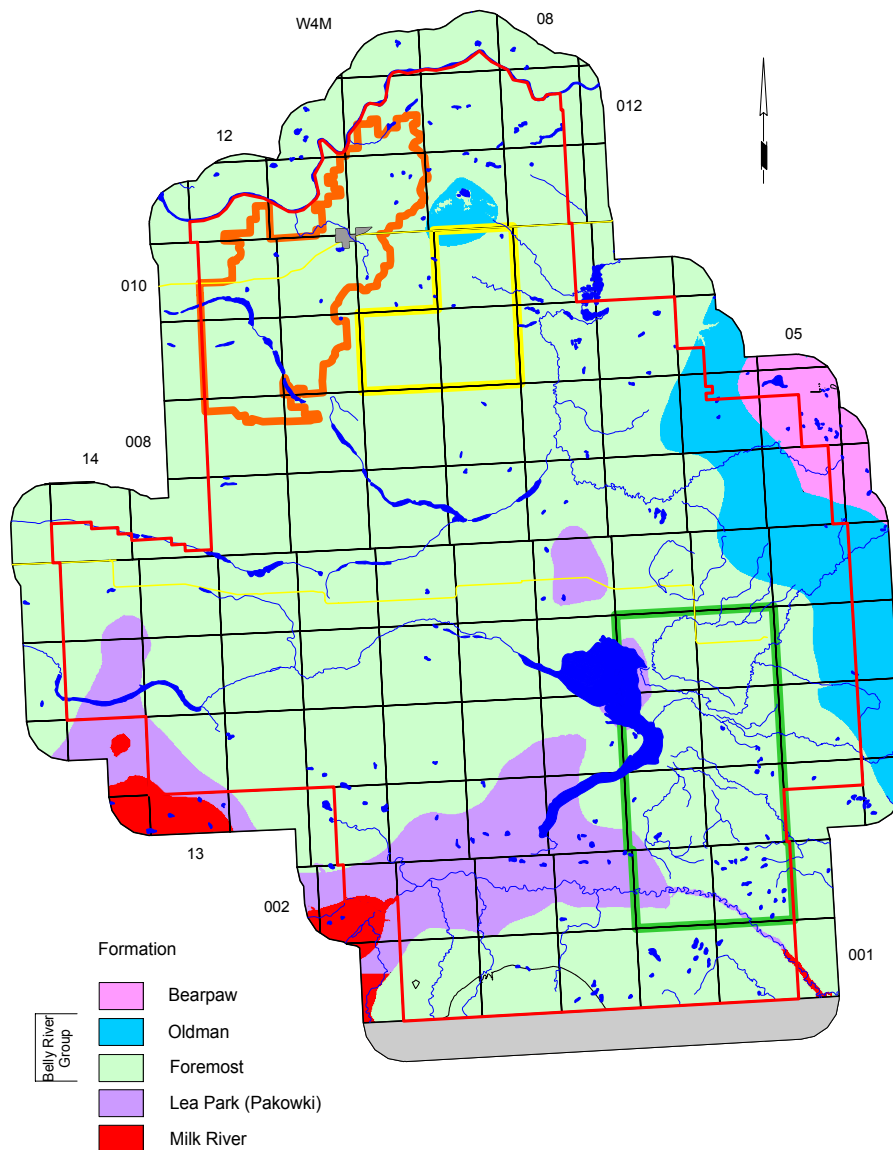 W4M
08
012
12
010
05
008
14
13
002
001
Formation
Bearpaw
Oldman
Belly River
Group
Foremost
Lea Park (Pakowki)
Milk River